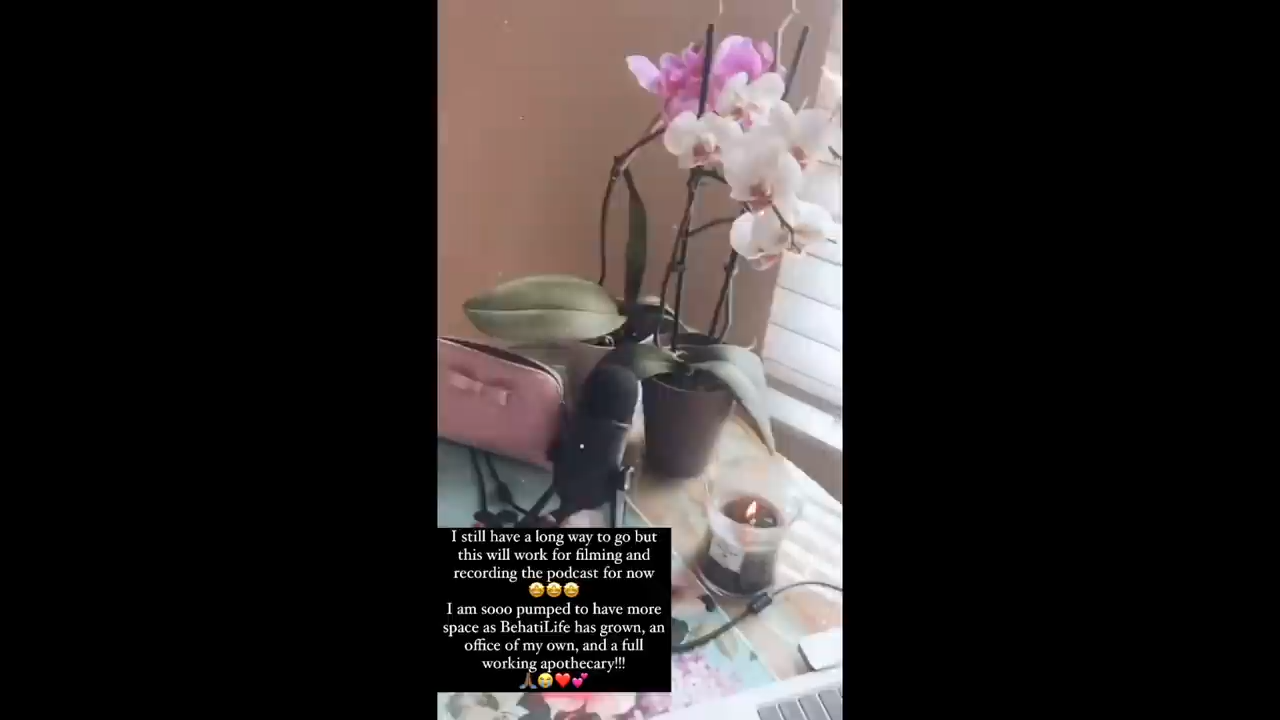 I still have a long way to go but
this will work for filming and
recording the podcast for now
🤩🤩🤩
I am sooo pumped to have more
space as BehatiLife has grown, an
office of my own, and a full
working apothecary!!!
🙏🏾😭❤️💕